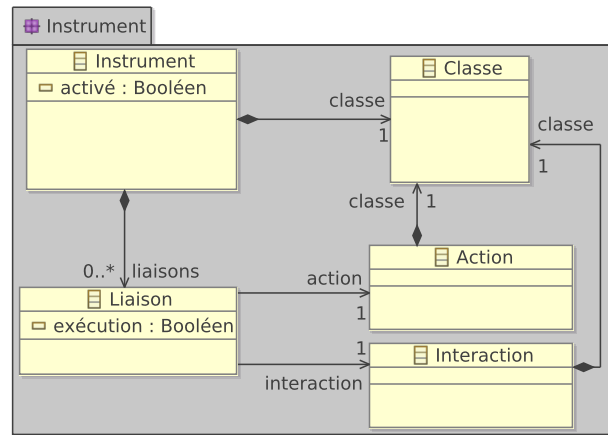 Instrument
Instrument
activé : Booléen
Classe
classe
1
classe
1
classe
1
0..*
liaisons
Liaison
exécution : Booléen
action
1
Action
1
interaction
Interaction